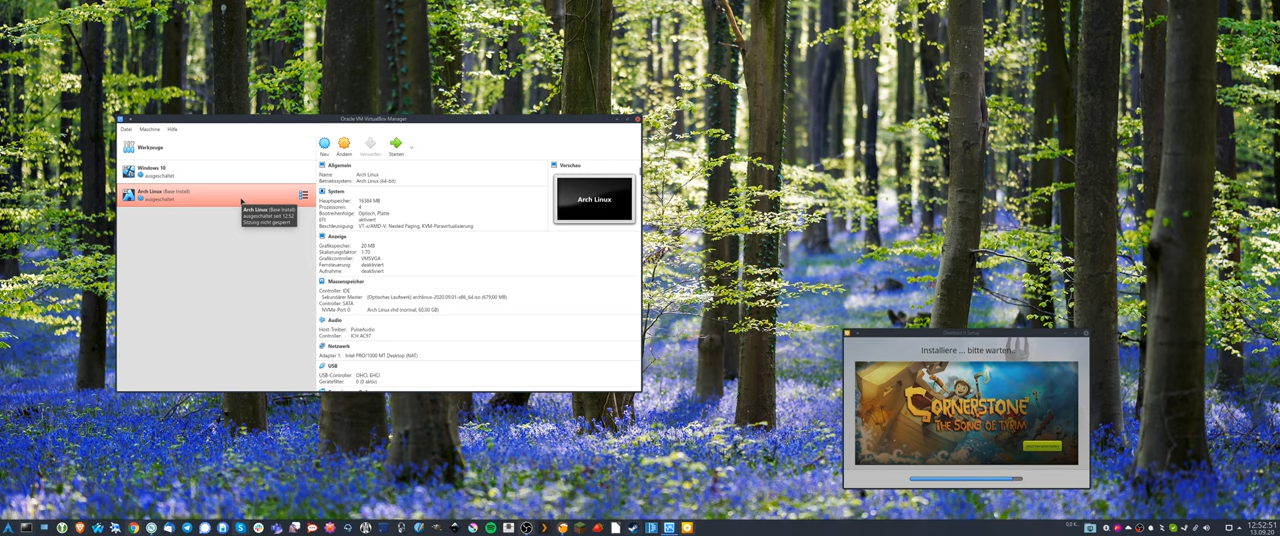 Oracle VM VirtualBox Manager
Datei Maschine Hilfe
Werkzeuge
Windows 10
ausgeschaltet
Arch Linux (Base Install)
ausgeschaltet
Arch Linux (Base Install)
ausgeschaltet seit 12:52
Sitzung nicht gesperrt
Neu Ändern Verwerfen Starten
Allgemein
Name: Arch Linux
Betriebssystem: Arch Linux (64-bit)
System
Hauptspeicher: 16384 MB
Prozessoren: 4
Bootreihenfolge: Optisch, Platte
EFI: aktiviert
Beschleunigung: VT-x/AMD-V, Nested Paging, KVM-Paravirtualisierung
Vorschau
Arch Linux
Anzeige
Grafikspeicher: 20 MB
Skalierungsfaktor: 1.70
Grafikcontroller: VMSVGA
Fernsteuerung: deaktiviert
Aufnahme: deaktiviert
Massenspeicher
Controller: IDE
Sekundärer Master: [Optisches Laufwerk] archlinux-2020.09.01-x86_64.iso (679,00 MB)
Controller: SATA
NVMe-Port 0: Arch Linux.vhd (normal, 60,00 GB)
Audio
Host-Treiber: PulseAudio
Controller: ICH AC97
Netzwerk
Adapter 1: Intel PRO/1000 MT Desktop (NAT)
USB
USB-Controller: OHCI, EHCI
Gerätefilter: 0 (0 aktiv)
Installiere ... bitte warten...
CORNERSTONE
THE SONG OF TYRIM
0,0 K...
12:52:51
13.09.20